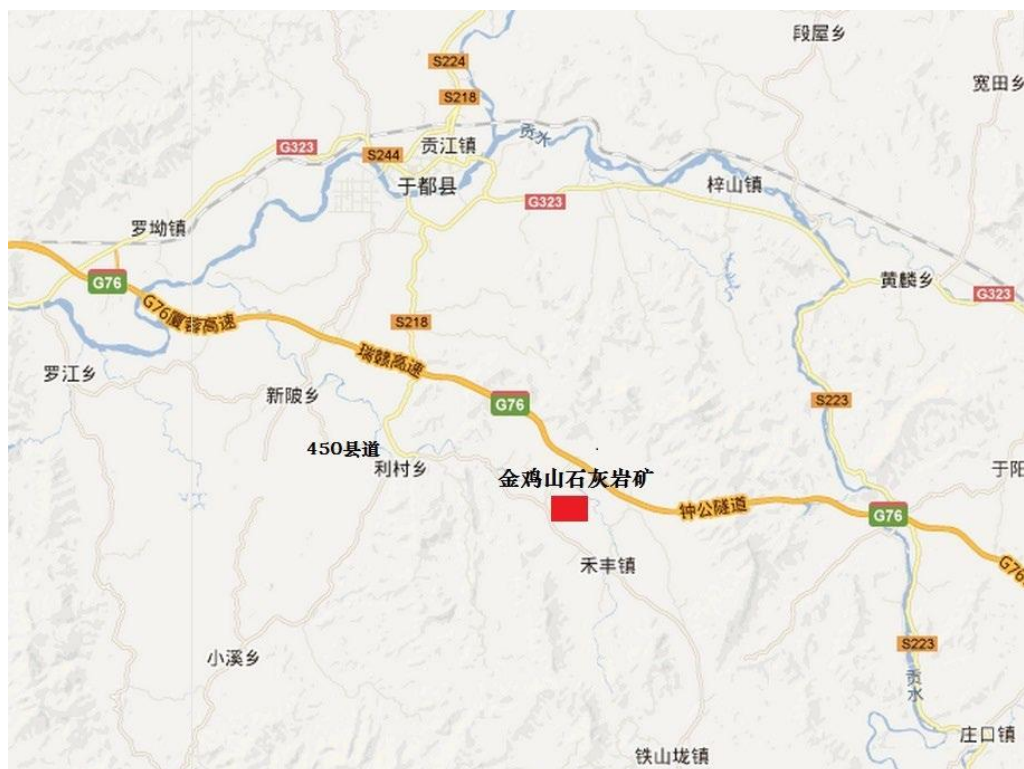 段屋乡
S224
宽田乡
S218
贡水
G323
贡江镇
S244
于都县
梓山镇
G323
罗坳镇
G76
黄麟乡
G323
G76厦蓉高速
S218
瑞赣高速
罗江乡
新陂乡
G76
S223
450县道
利村乡
金鸡山石灰岩矿
于阳
钟公隧道
G76
禾丰镇
G76
小溪乡
S223
贡水
庄口镇
铁山垅镇